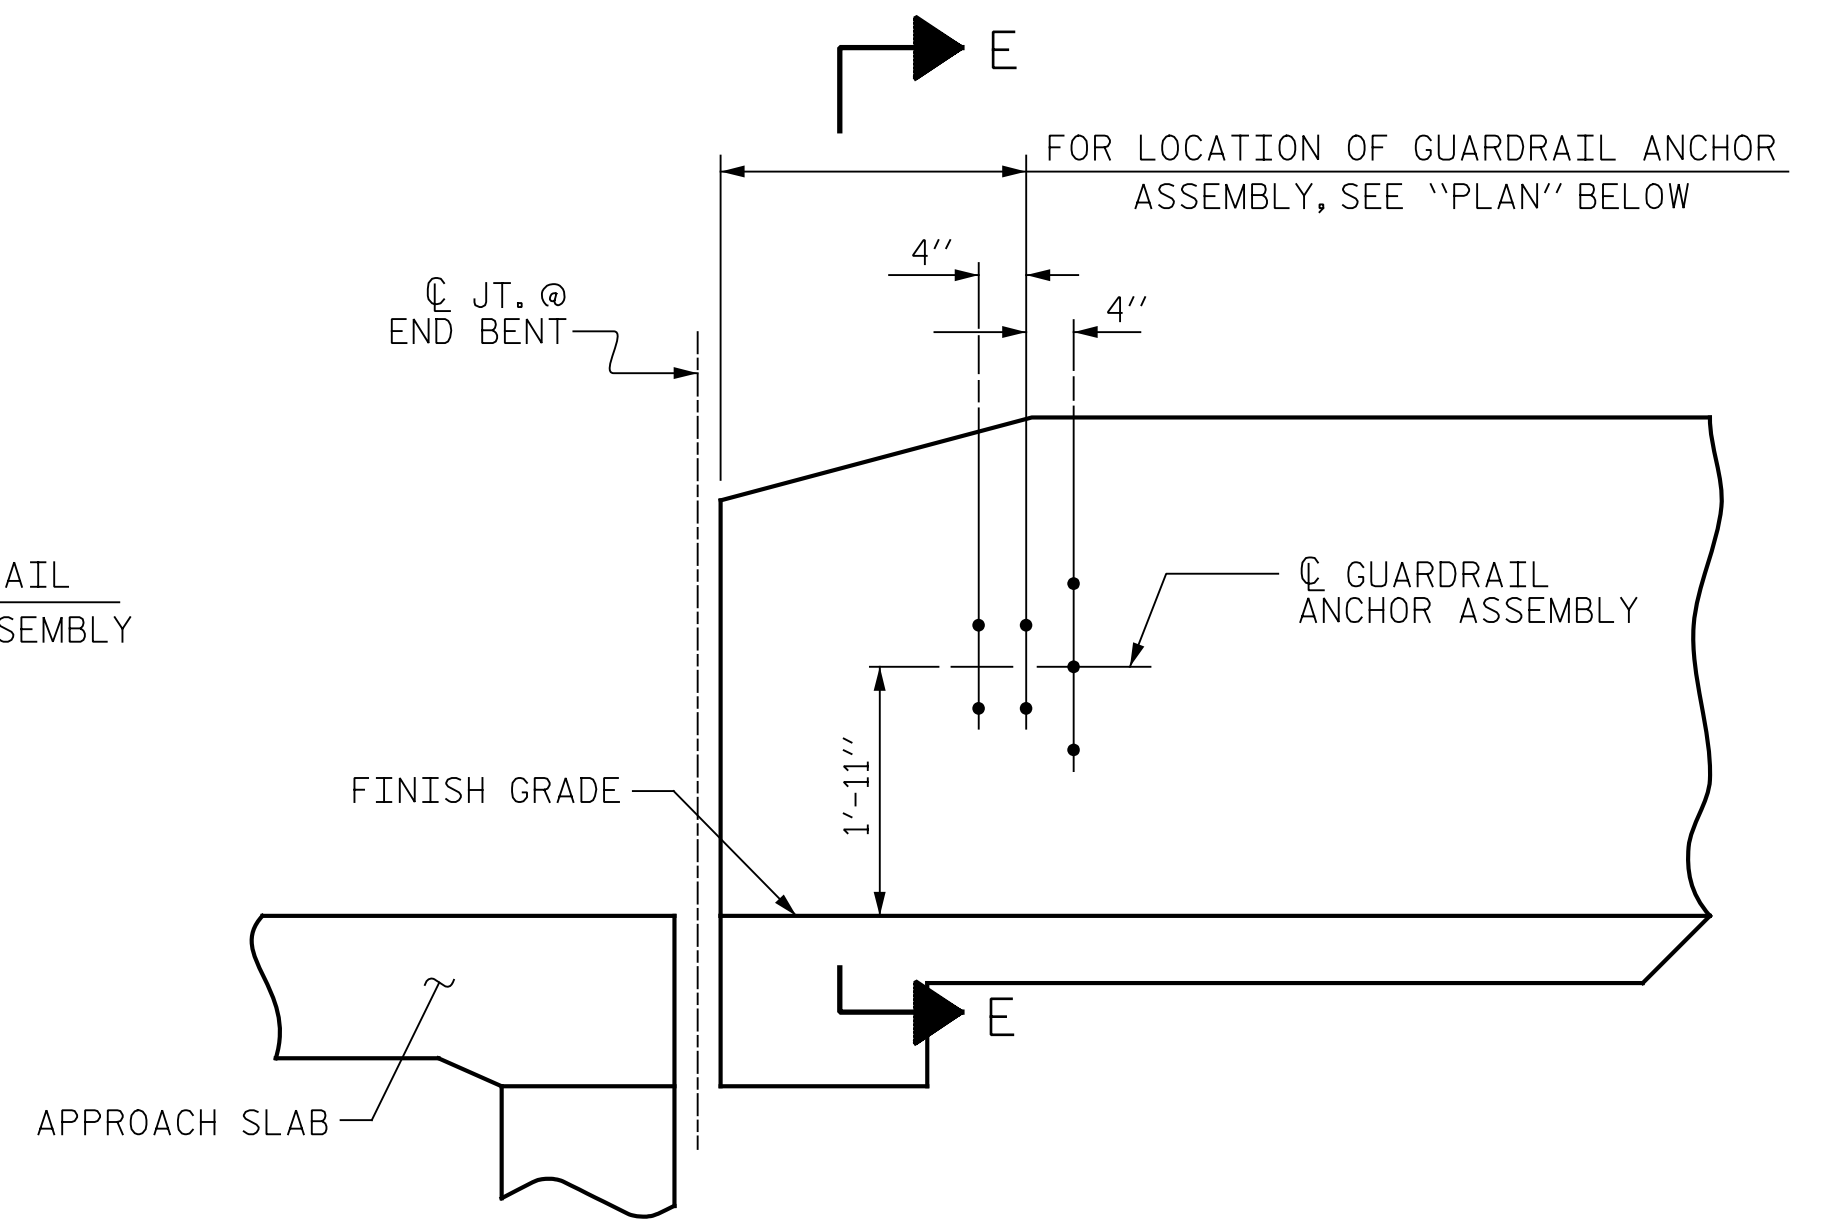 E
FOR LOCATION OF GUARDRAIL ANCHOR
ASSEMBLY, SEE "PLAN" BELOW
4"
4"
℄ JT. @
END BENT
AIL
SEMBLY
℄ GUARDRAIL
ANCHOR ASSEMBLY
1'-11"
FINISH GRADE
E
APPROACH SLAB